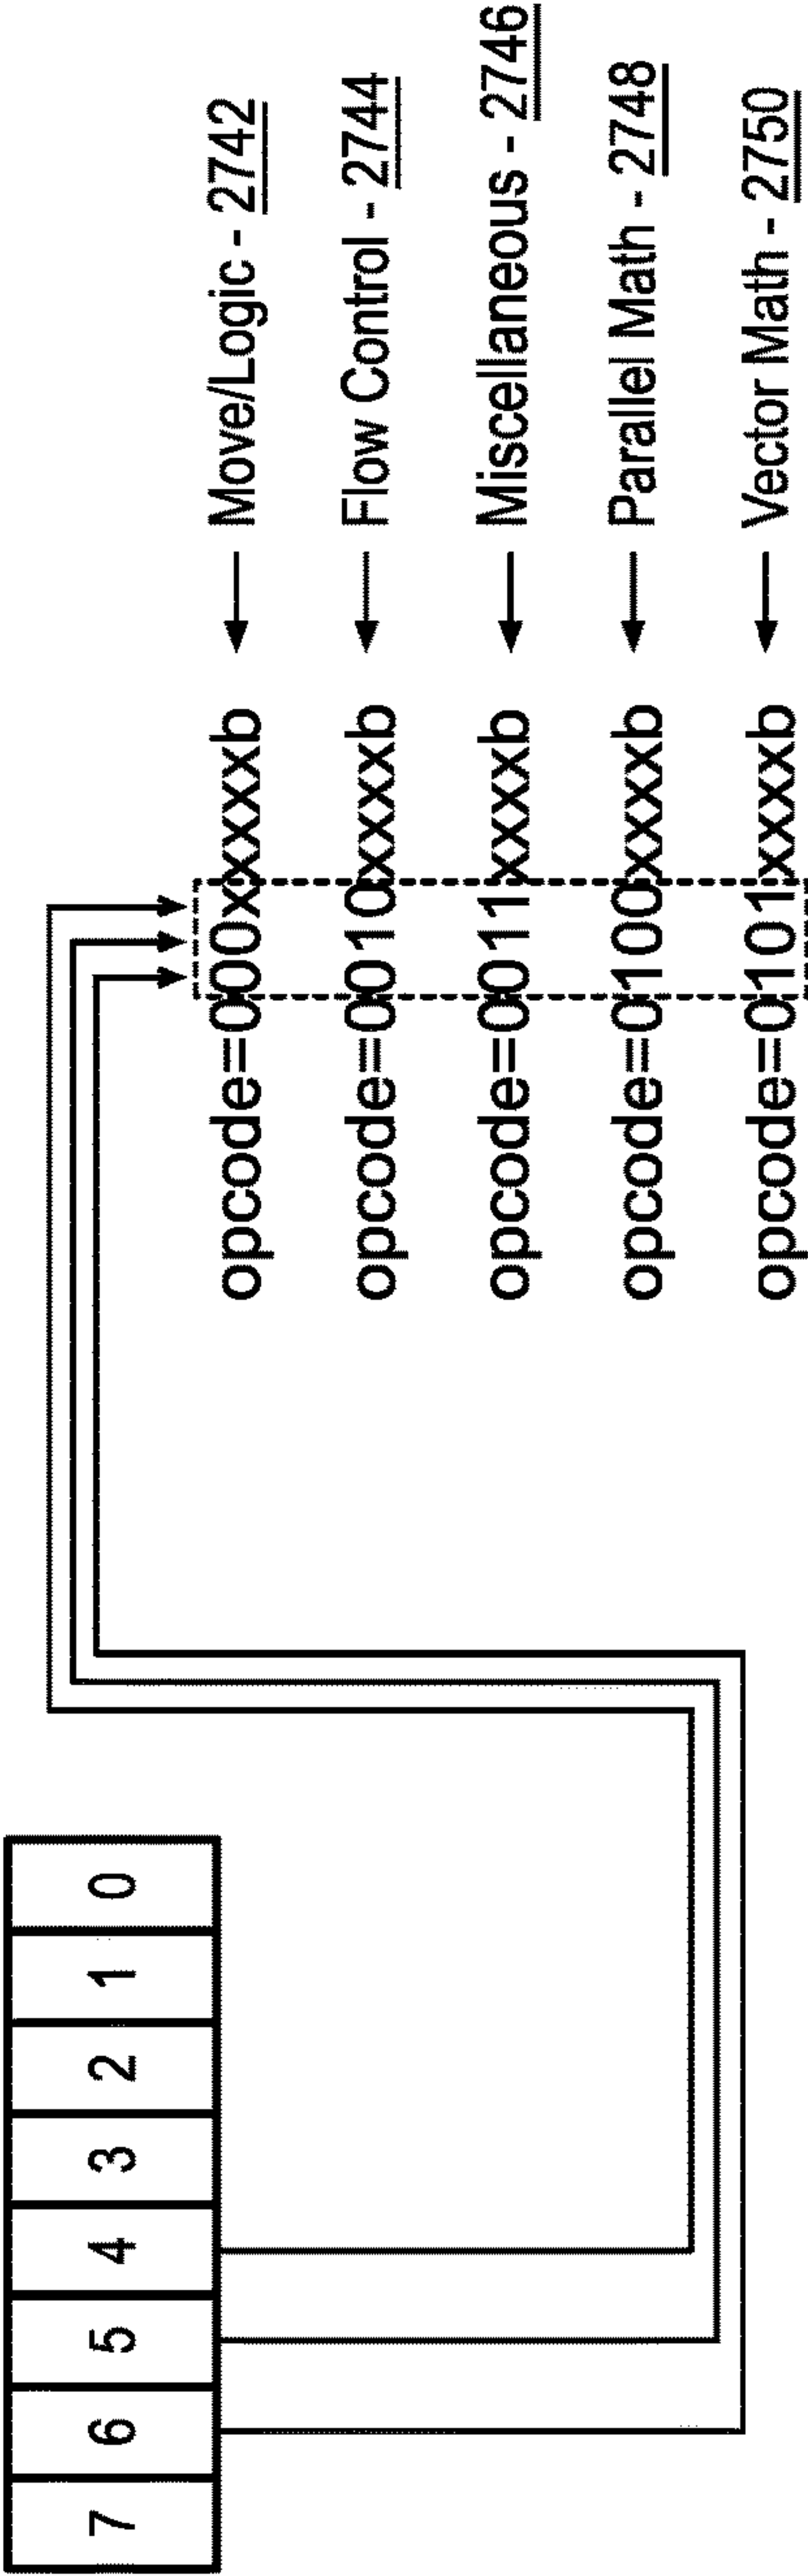 7 6 5 4 3 2 1 0
opcode=000xxxxxb ← Move/Logic - 2742
opcode=0010xxxxb ← Flow Control - 2744
opcode=0011xxxxb ← Miscellaneous - 2746
opcode=0100xxxxb ← Parallel Math - 2748
opcode=0101xxxxb ← Vector Math - 2750